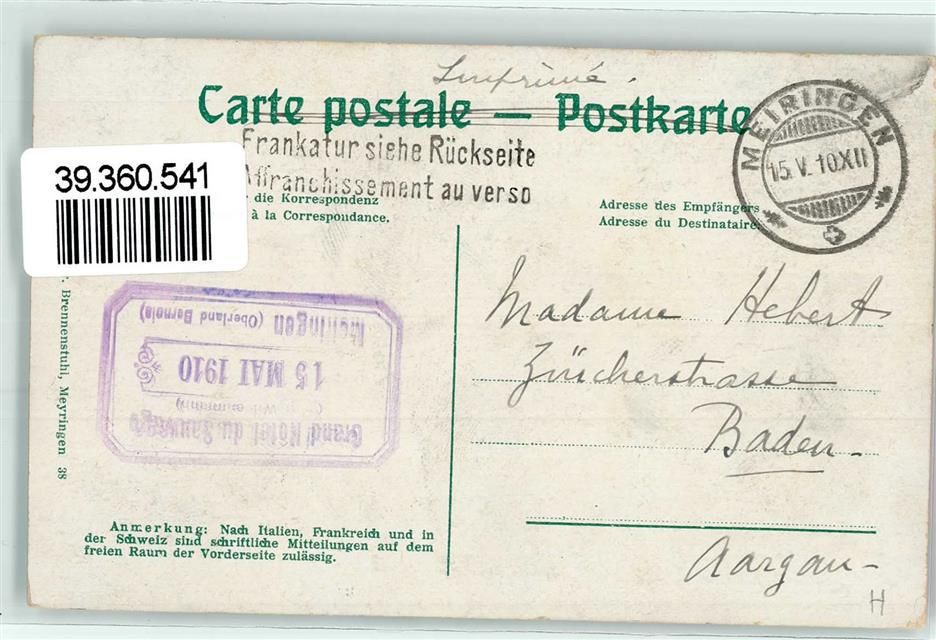 Imprimé.
Carte postale — Postkarte
Frankatur siehe Rückseite
Affranchissement au verso
MEIRINGEN
15. V. 10 XII
39.360.541
die Korrespondenz
à la Correspondance.
Adresse des Empfängers
Adresse du Destinataire.
Brennenstuhl, Meyringen 38
Grand Hôtel du Sauvage
15 MAI 1910
Meiringen (Oberland Bernois)
Madame Hebert
Zürcherstrasse
Baden-
Aargau-
H
Anmerkung: Nach Italien, Frankreich und in
der Schweiz sind schriftliche Mitteilungen auf dem
freien Raum der Vorderseite zulässig.